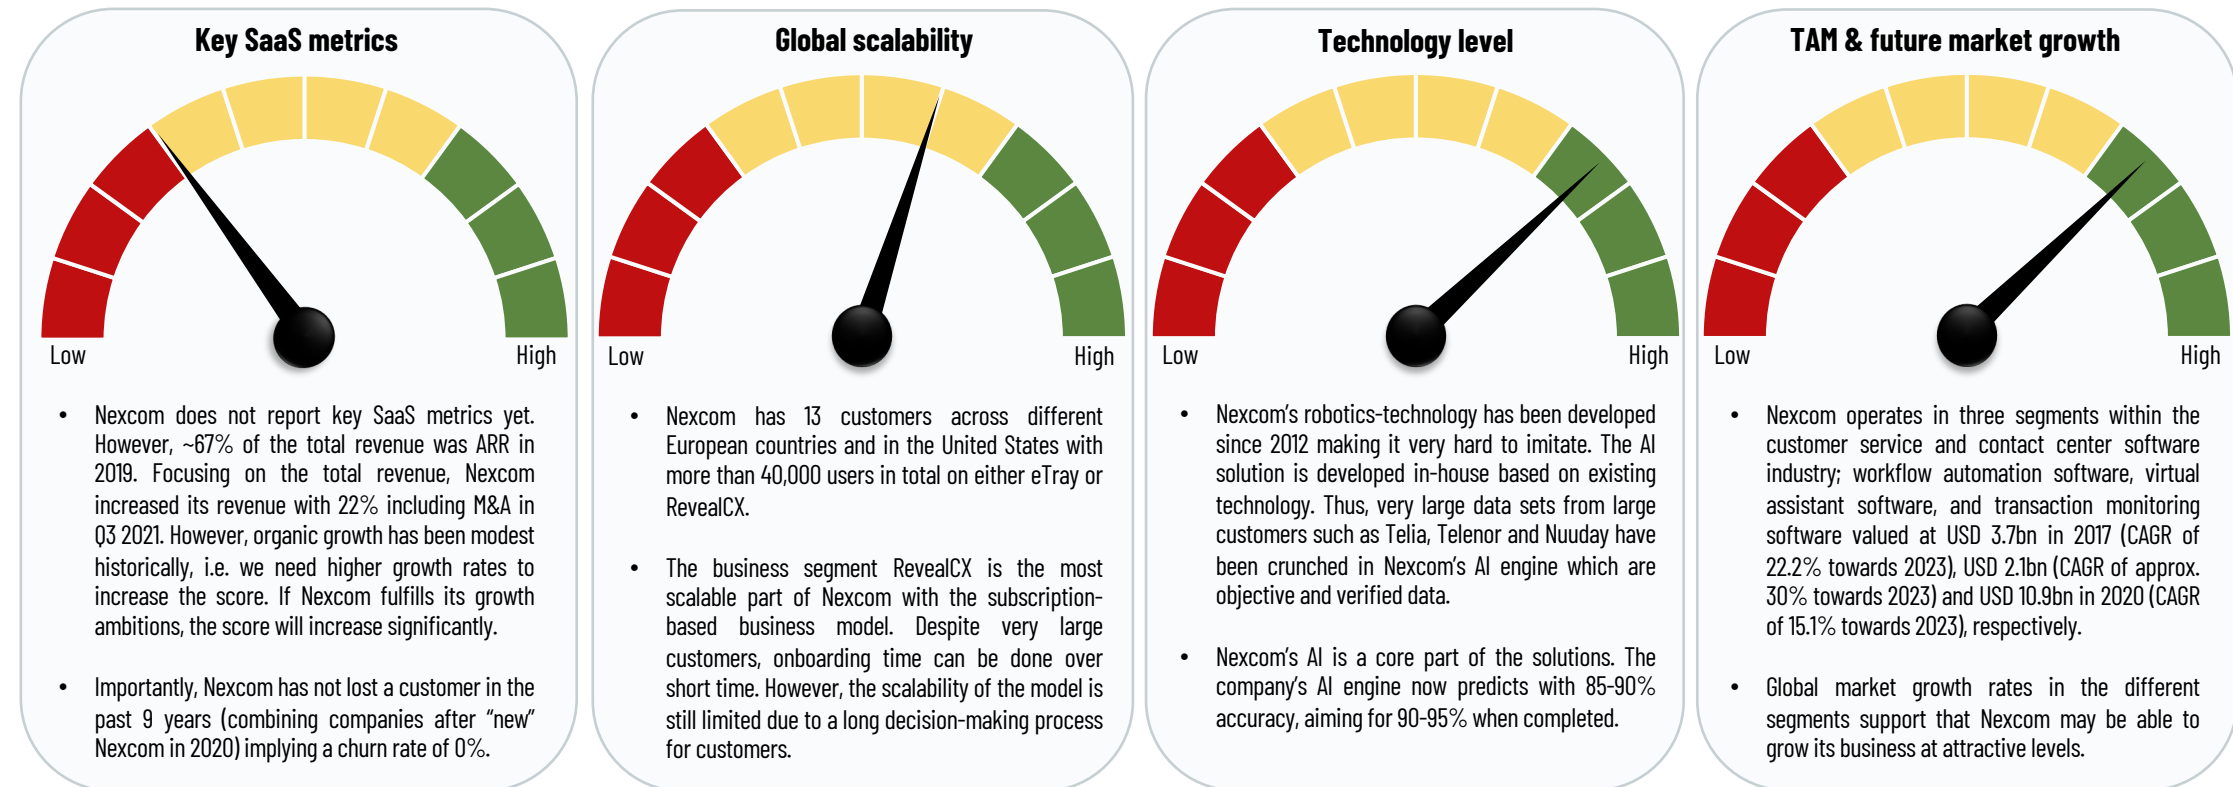 Key SaaS metrics
Low
High
• Nexcom does not report key SaaS metrics yet.
However, ~67% of the total revenue was ARR in
2019. Focusing on the total revenue, Nexcom
increased its revenue with 22% including M&A in
Q3 2021. However, organic growth has been modest
historically, i.e. we need higher growth rates to
increase the score. If Nexcom fulfills its growth
ambitions, the score will increase significantly.
• Importantly, Nexcom has not lost a customer in the
past 9 years (combining companies after “new”
Nexcom in 2020) implying a churn rate of 0%.
Global scalability
Low
High
• Nexcom has 13 customers across different
European countries and in the United States with
more than 40,000 users in total on either eTray or
RevealCX.
• The business segment RevealCX is the most
scalable part of Nexcom with the subscription-
based business model. Despite very large
customers, onboarding time can be done over
short time. However, the scalability of the model is
still limited due to a long decision-making process
for customers.
Technology level
Low
High
• Nexcom’s robotics-technology has been developed
since 2012 making it very hard to imitate. The AI
solution is developed in-house based on existing
technology. Thus, very large data sets from large
customers such as Telia, Telenor and Nuuday have
been crunched in Nexcom’s AI engine which are
objective and verified data.
• Nexcom’s AI is a core part of the solutions. The
company’s AI engine now predicts with 85-90%
accuracy, aiming for 90-95% when completed.
TAM & future market growth
Low
High
• Nexcom operates in three segments within the
customer service and contact center software
industry; workflow automation software, virtual
assistant software, and transaction monitoring
software valued at USD 3.7bn in 2017 (CAGR of
22.2% towards 2023), USD 2.1bn (CAGR of approx.
30% towards 2023) and USD 10.9bn in 2020 (CAGR
of 15.1% towards 2023), respectively.
• Global market growth rates in the different
segments support that Nexcom may be able to
grow its business at attractive levels.